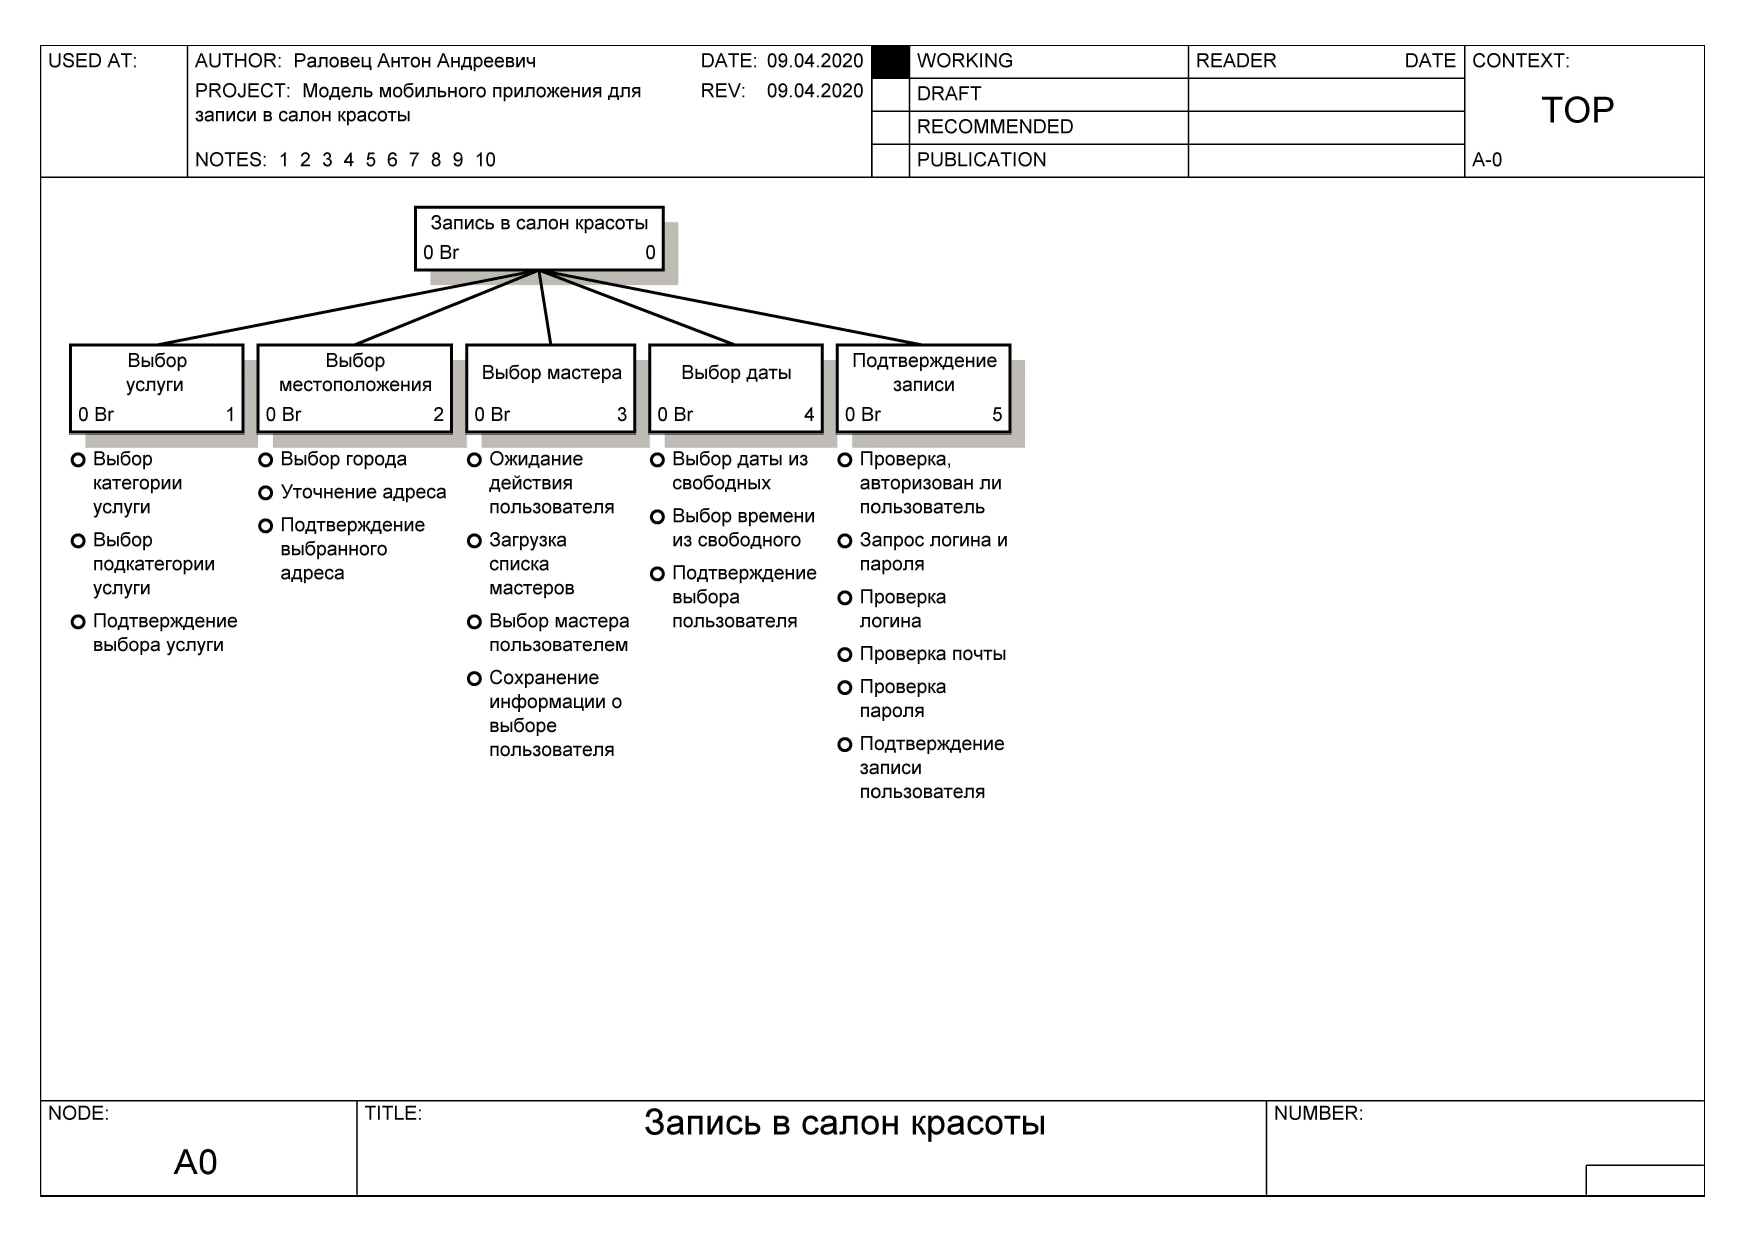 USED AT:
AUTHOR: Раловец Антон Андреевич
DATE: 09.04.2020
PROJECT: Модель мобильного приложения для
записи в салон красоты
REV: 09.04.2020
NOTES: 1 2 3 4 5 6 7 8 9 10
WORKING
DRAFT
RECOMMENDED
PUBLICATION
READER DATE
CONTEXT:
TOP
A-0
Запись в салон красоты
0 Br 0
Выбор
услуги
0 Br 1
Выбор
местоположения
0 Br 2
Выбор мастера
0 Br 3
Выбор даты
0 Br 4
Подтверждение
записи
0 Br 5
Выбор
категории
услуги
Выбор
подкатегории
услуги
Подтверждение
выбора услуги
Выбор города
Уточнение адреса
Подтверждение
выбранного
адреса
Ожидание
действия
пользователя
Загрузка
списка
мастеров
Выбор мастера
пользователем
Сохранение
информации о
выборе
пользователя
Выбор даты из
свободных
Выбор времени
из свободного
Подтверждение
выбора
пользователя
Проверка,
авторизован ли
пользователь
Запрос логина и
пароля
Проверка
логина
Проверка почты
Проверка
пароля
Подтверждение
записи
пользователя
NODE:
A0
TITLE:
Запись в салон красоты
NUMBER: